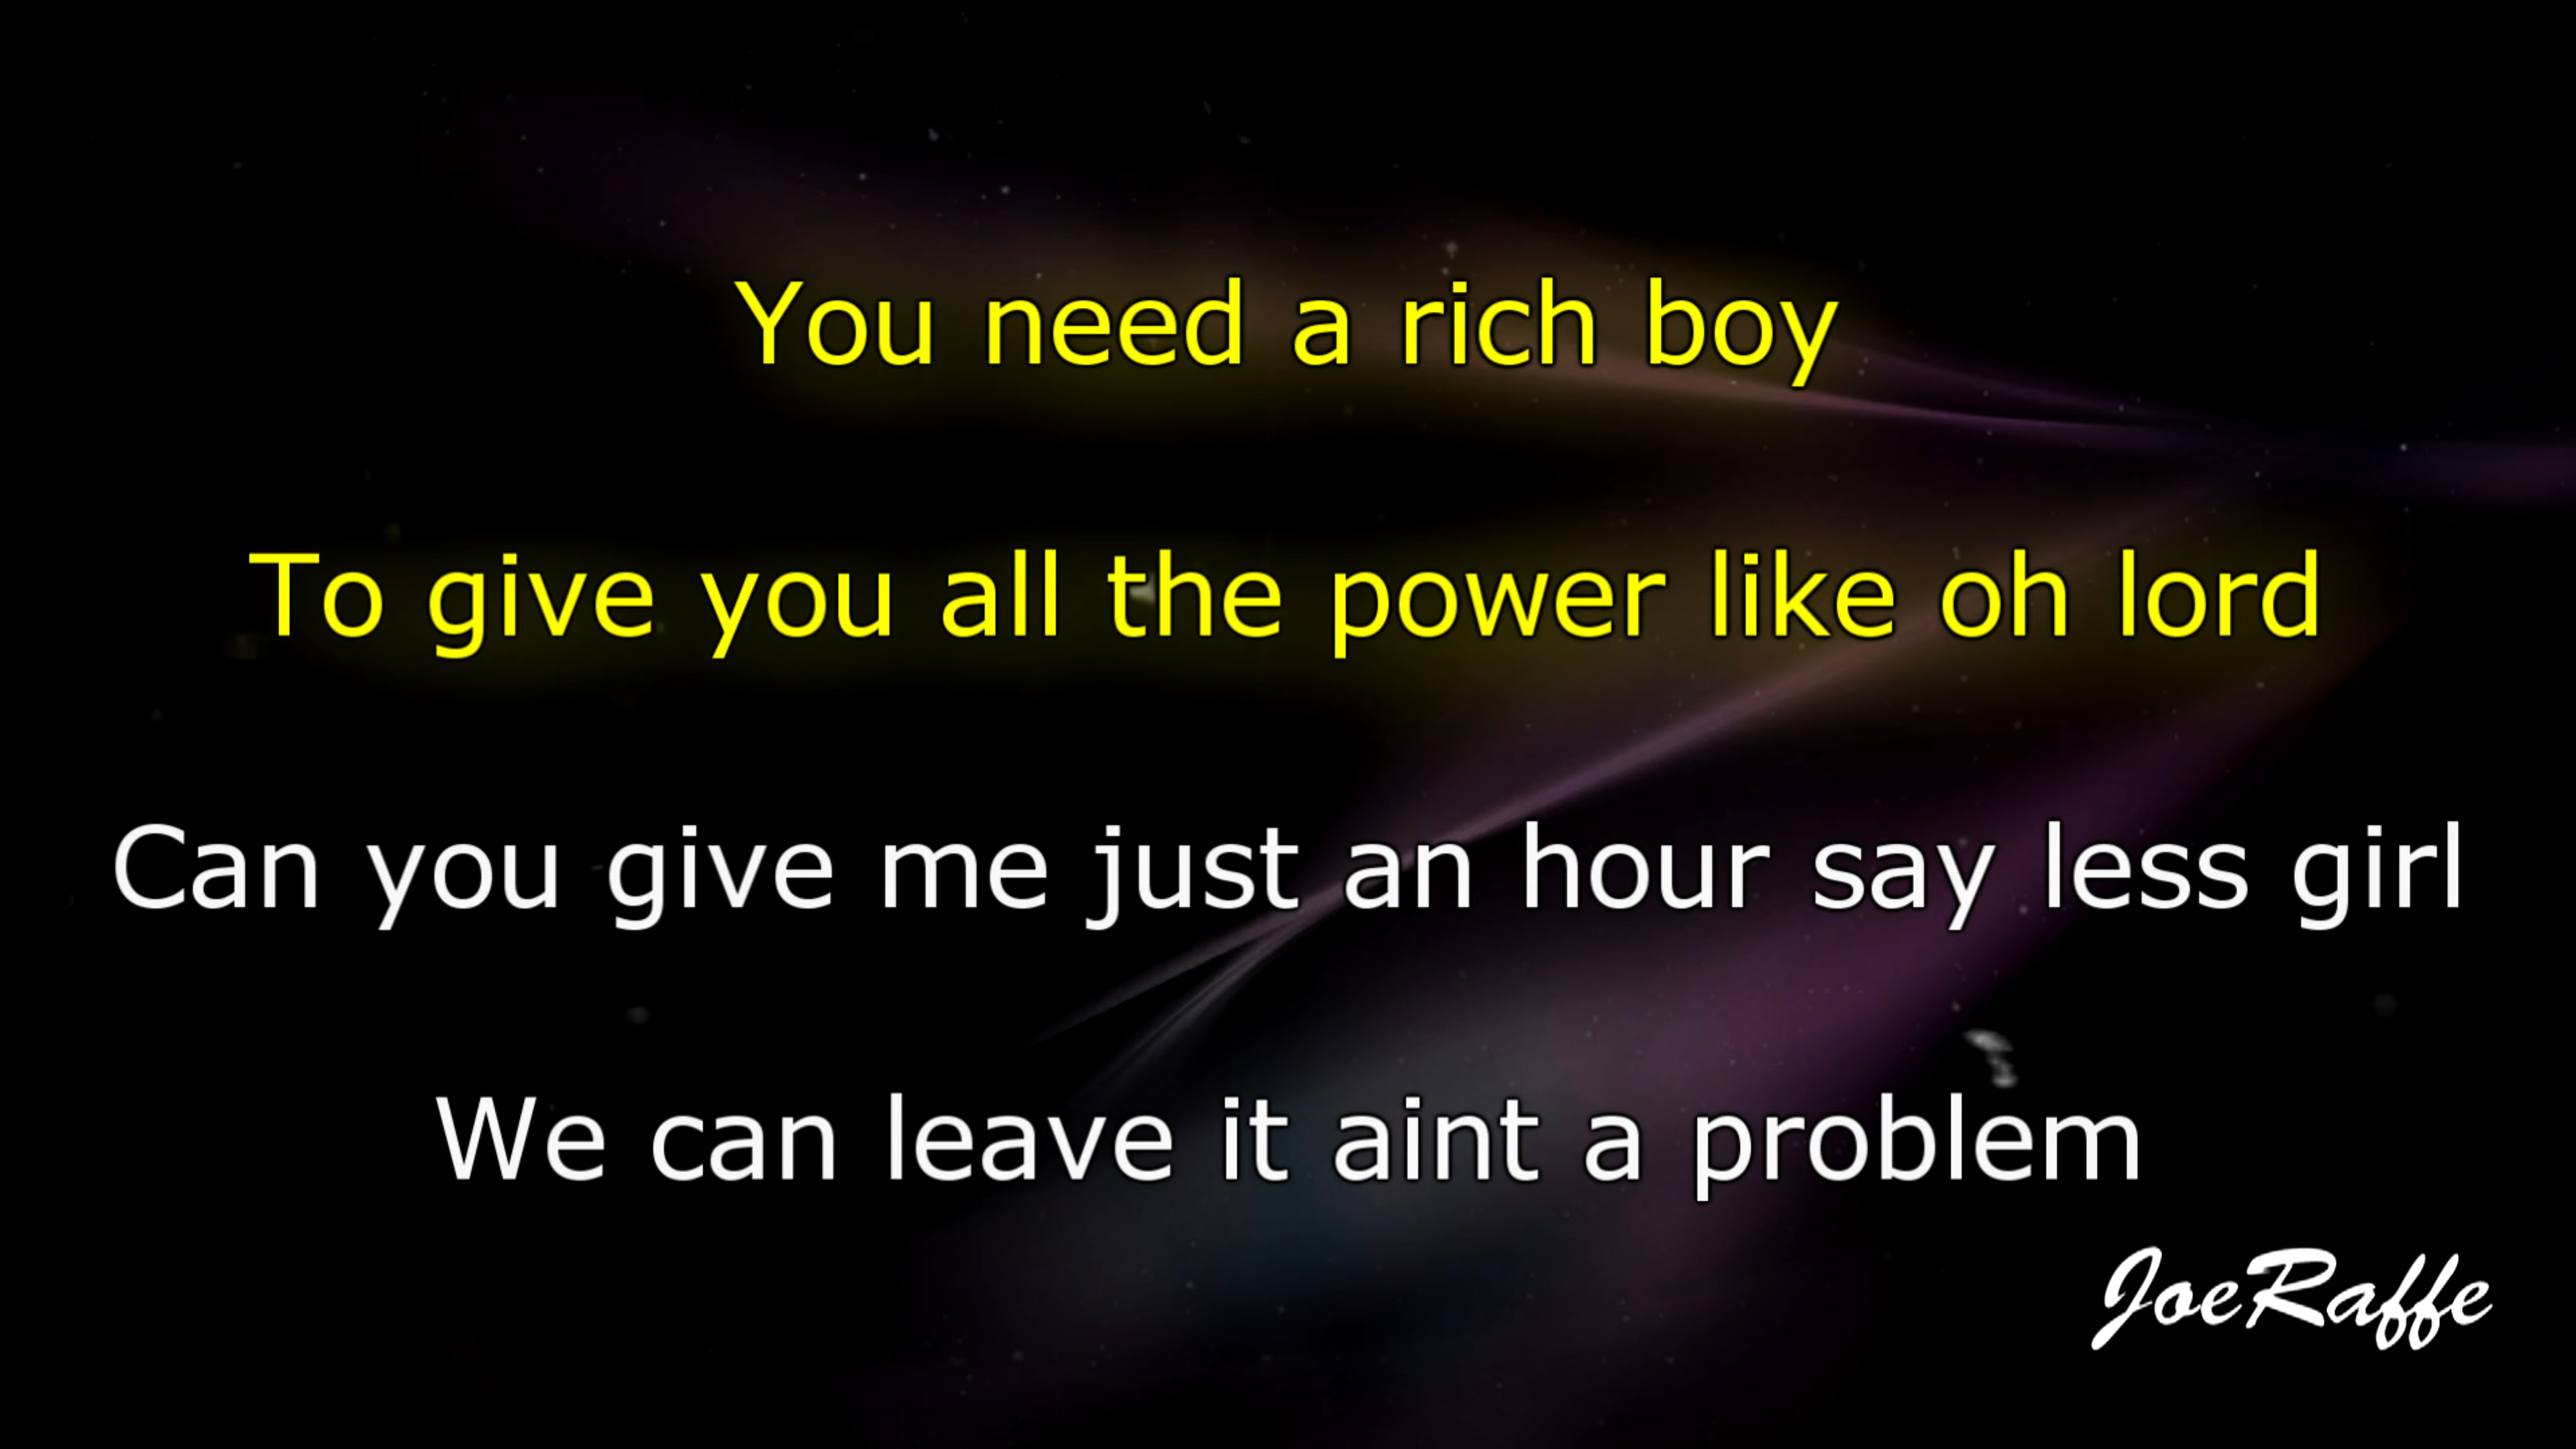 You need a rich boy
To give you all the power like oh lord
Can you give me just an hour say less girl
We can leave it aint a problem
JoeRaffe